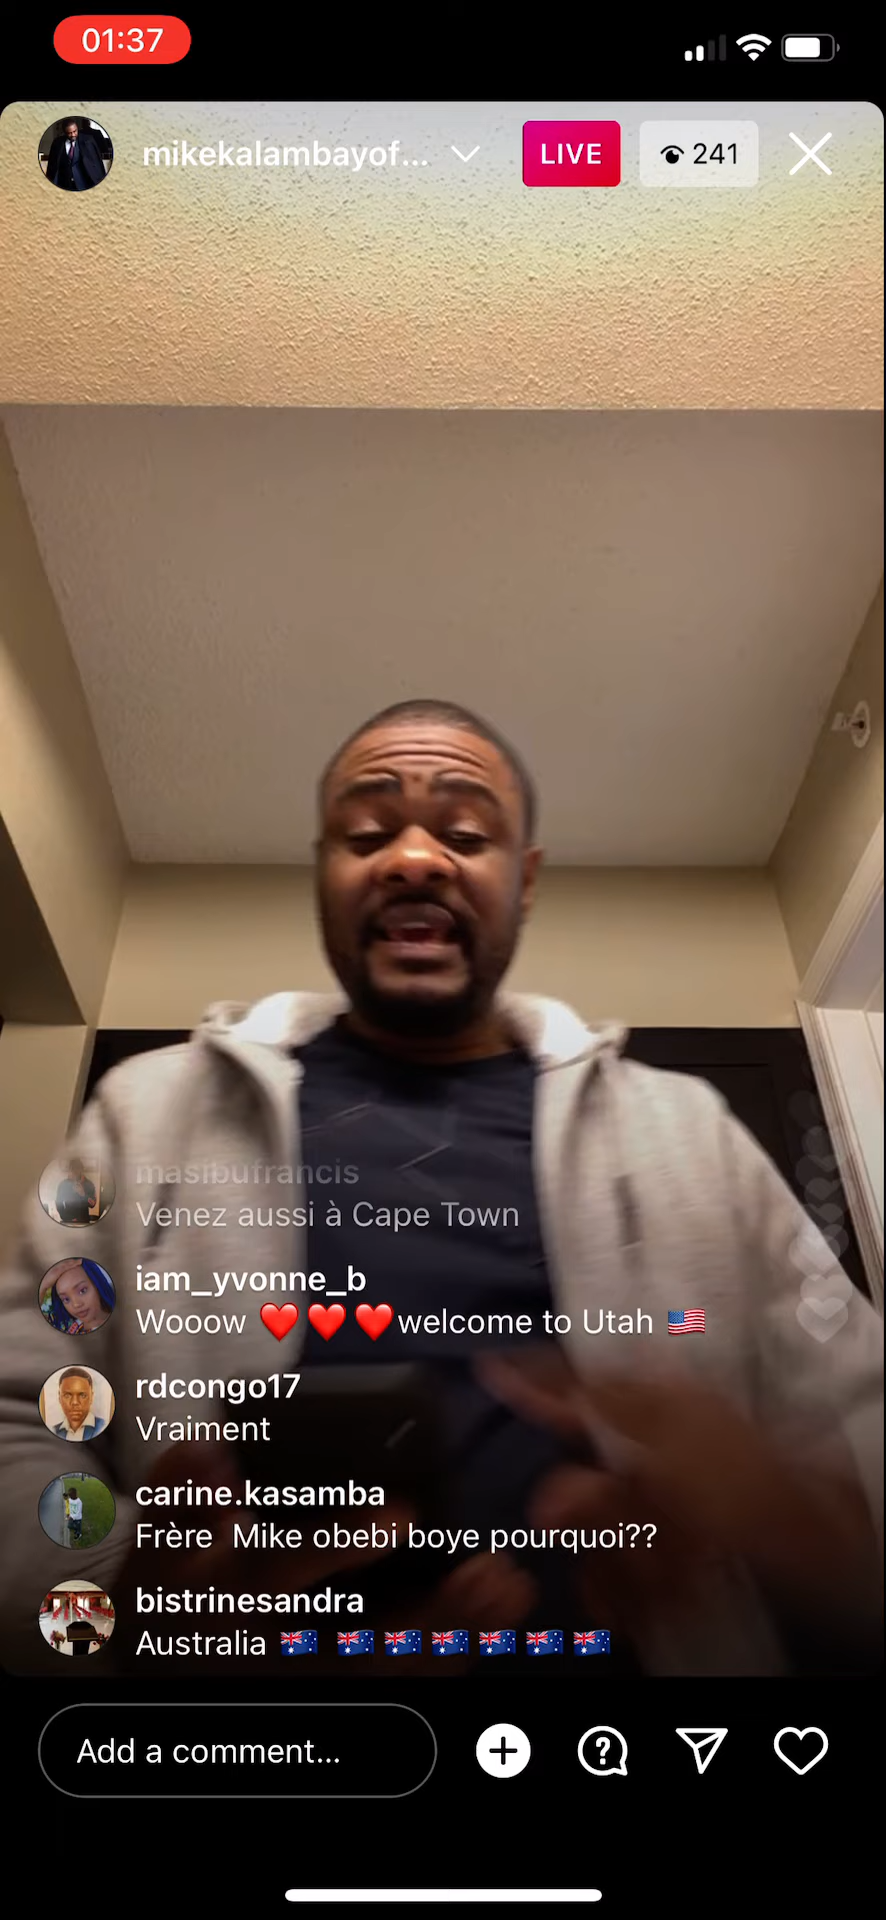 01:37
mikekalambayof...
LIVE
241
masibufrancis
Venez aussi à Cape Town
iam_yvonne_b
Wooow ❤️❤️❤️welcome to Utah 🇺🇸
rdcongo17
Vraiment
carine.kasamba
Frère Mike obebi boye pourquoi??
bistrinesandra
Australia 🇦🇺 🇦🇺🇦🇺🇦🇺🇦🇺🇦🇺🇦🇺
Add a comment...